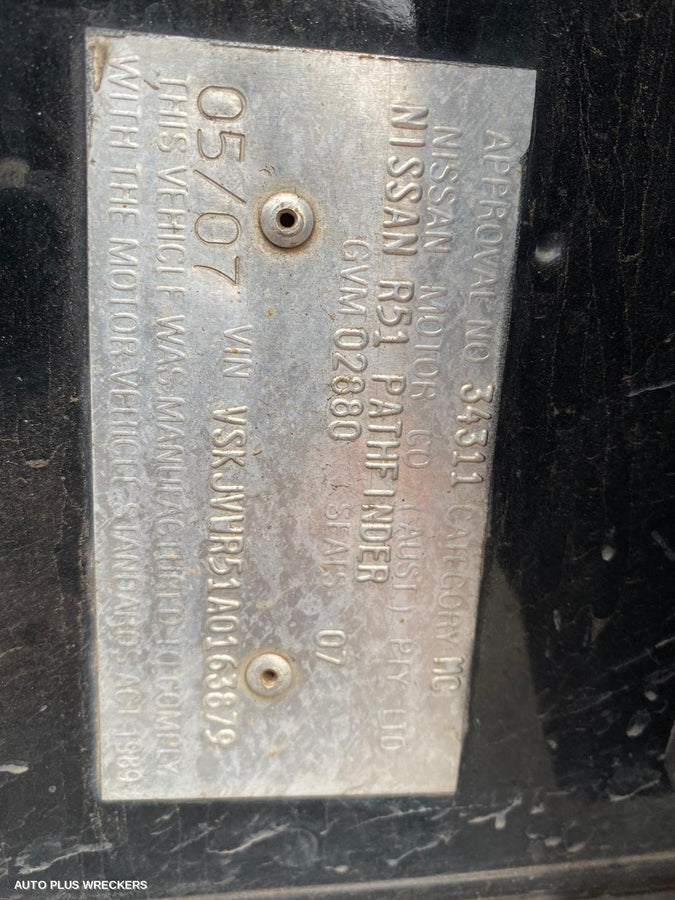 APPROVAL NO 34311 CATEGORY MC
NISSAN MOTOR CO (AUST) PTY LTD
NISSAN R51 PATHFINDER
GVM 02880 SEATS 07
05/07 VIN VSKJVWR51A0163679
THIS VEHICLE WAS MANUFACTURED TO COMPLY
WITH THE MOTOR VEHICLE STANDARDS ACT 1989
AUTO PLUS WRECKERS